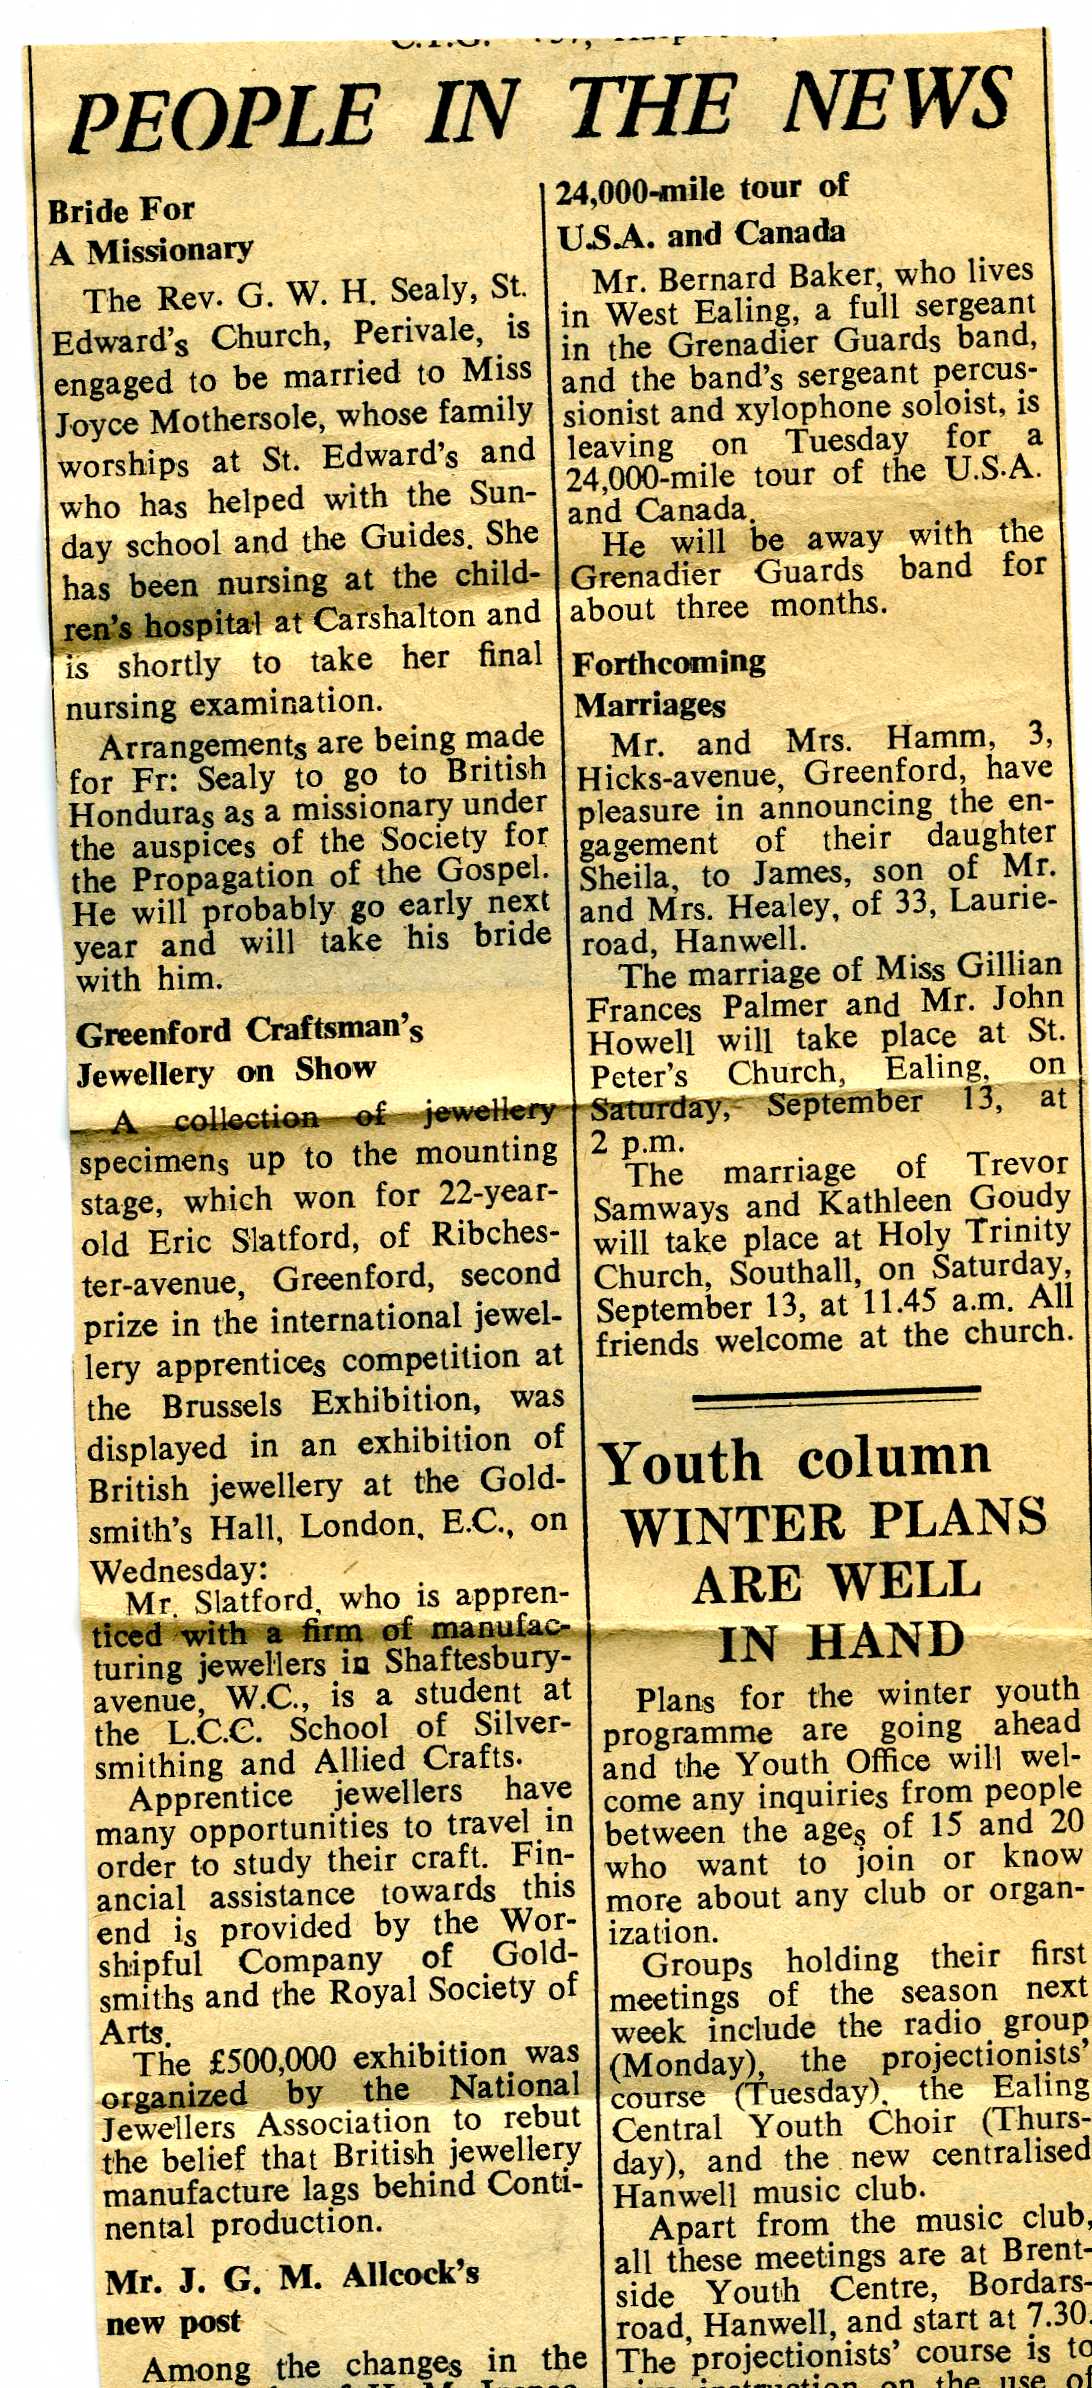 PEOPLE IN THE NEWS
Bride For
A Missionary
The Rev. G. W. H. Sealy, St.
Edward's Church, Perivale, is
engaged to be married to Miss
Joyce Mothersole, whose family
worships at St. Edward's and
who has helped with the Sun-
day school and the Guides. She
has been nursing at the child-
ren's hospital at Carshalton and
is shortly to take her final
nursing examination.
Arrangements are being made
for Fr: Sealy to go to British
Honduras as a missionary under
the auspices of the Society for
the Propagation of the Gospel.
He will probably go early next
year and will take his bride
with him.
Greenford Craftsman's
Jewellery on Show
A collection of jewellery
specimens up to the mounting
stage, which won for 22-year-
old Eric Slatford, of Ribches-
ter-avenue, Greenford, second
prize in the international jewel-
lery apprentices competition at
the Brussels Exhibition, was
displayed in an exhibition of
British jewellery at the Gold-
smith's Hall, London, E.C., on
Wednesday:
Mr. Slatford, who is appren-
ticed with a firm of manufac-
turing jewellers in Shaftesbury-
avenue, W.C., is a student at
the L.C.C. School of Silver-
smithing and Allied Crafts.
Apprentice jewellers have
many opportunities to travel in
order to study their craft. Fin-
ancial assistance towards this
end is provided by the Wor-
shipful Company of Gold-
smiths and the Royal Society of
Arts.
The £500,000 exhibition was
organized by the National
Jewellers Association to rebut
the belief that British jewellery
manufacture lags behind Conti-
nental production.
Mr. J. G. M. Allcock's
new post
Among the changes in the
24,000-mile tour of
U.S.A. and Canada
Mr. Bernard Baker, who lives
in West Ealing, a full sergeant
in the Grenadier Guards band,
and the band's sergeant percus-
sionist and xylophone soloist, is
leaving on Tuesday for a
24,000-mile tour of the U.S.A.
and Canada.
He will be away with the
Grenadier Guards band for
about three months.
Forthcoming
Marriages
Mr. and Mrs. Hamm, 3,
Hicks-avenue, Greenford, have
pleasure in announcing the en-
gagement of their daughter
Sheila, to James, son of Mr.
and Mrs. Healey, of 33, Laurie-
road, Hanwell.
The marriage of Miss Gillian
Frances Palmer and Mr. John
Howell will take place at St.
Peter's Church, Ealing, on
Saturday, September 13, at
2 p.m.
The marriage of Trevor
Samways and Kathleen Goudy
will take place at Holy Trinity
Church, Southall, on Saturday,
September 13, at 11.45 a.m. All
friends welcome at the church.
Youth column
WINTER PLANS
ARE WELL
IN HAND
Plans for the winter youth
programme are going ahead
and the Youth Office will wel-
come any inquiries from people
between the ages of 15 and 20
who want to join or know
more about any club or organ-
ization.
Groups holding their first
meetings of the season next
week include the radio group
(Monday), the projectionists'
course (Tuesday), the Ealing
Central Youth Choir (Thurs-
day), and the new centralised
Hanwell music club.
Apart from the music club,
all these meetings are at Brent-
side Youth Centre, Bordars-
road, Hanwell, and start at 7.30.
The projectionists' course is to
on the use of